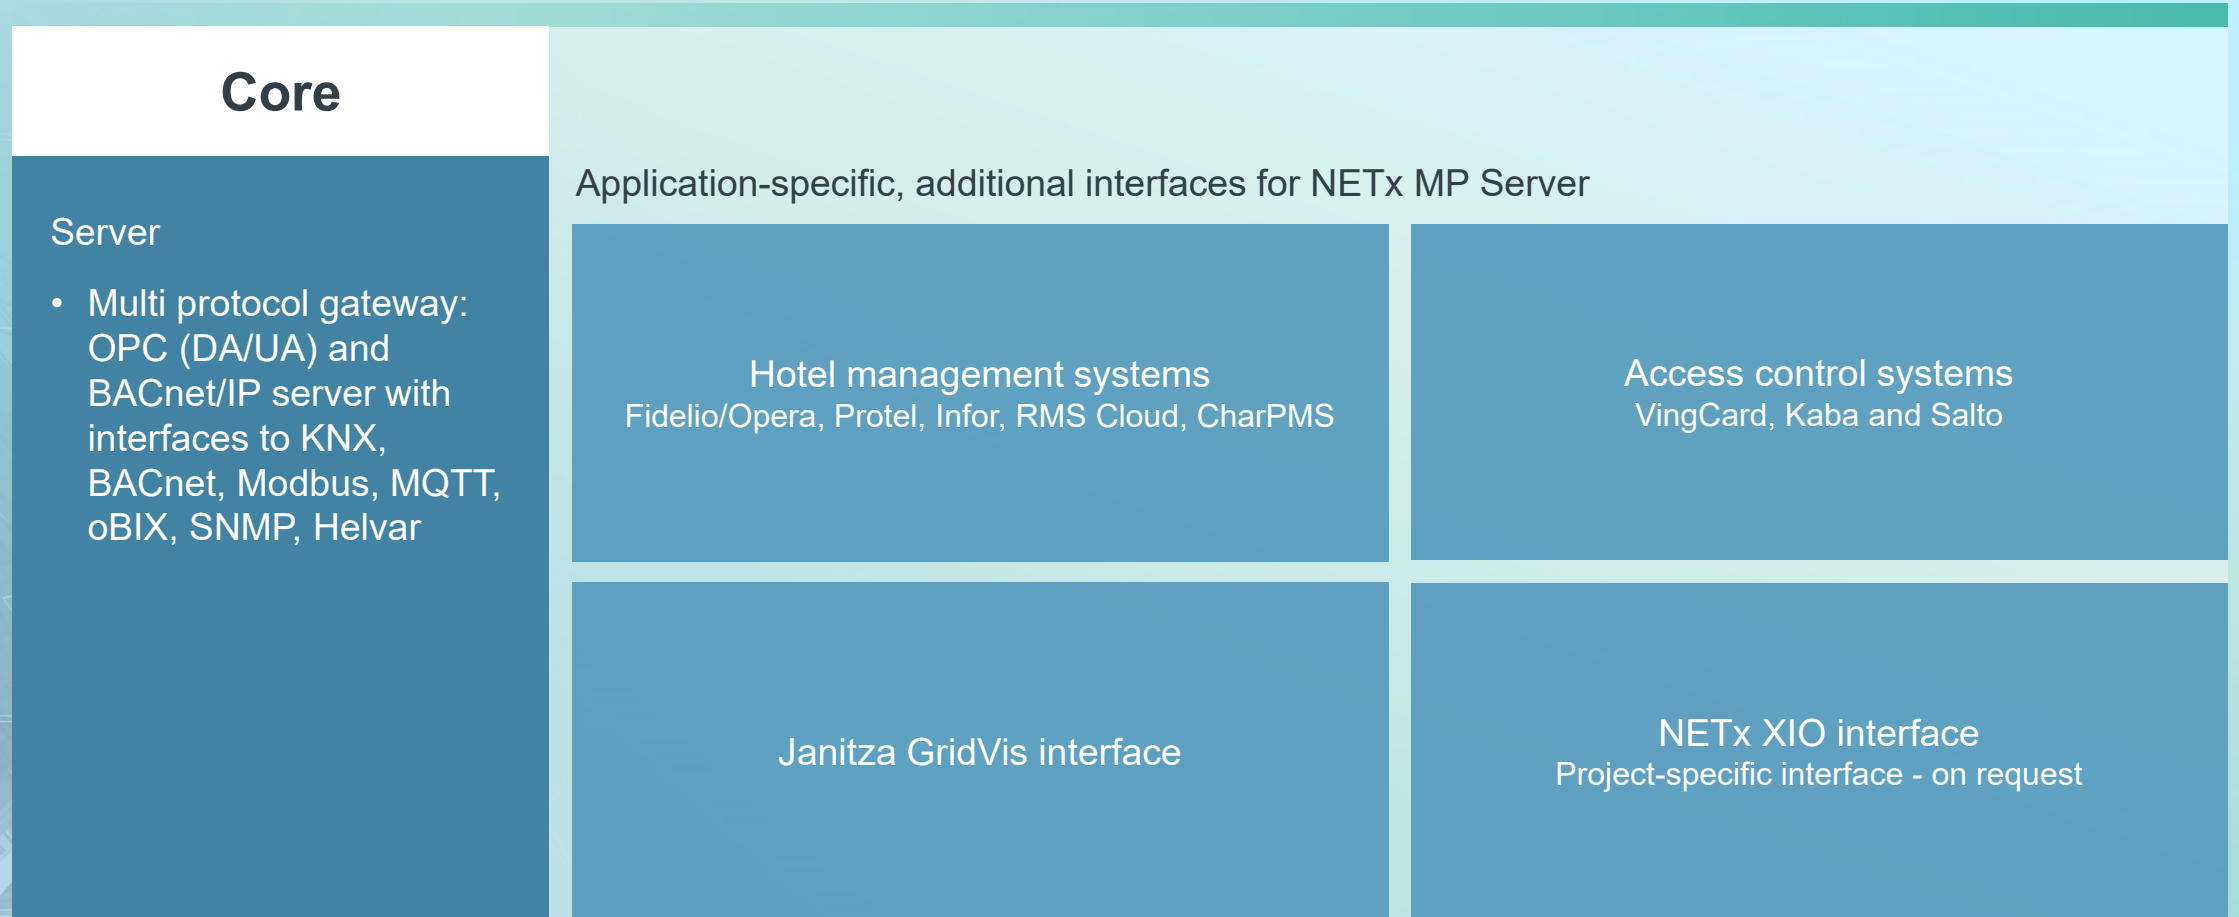 Core
Server
• Multi protocol gateway:
OPC (DA/UA) and
BACnet/IP server with
interfaces to KNX,
BACnet, Modbus, MQTT,
oBIX, SNMP, Helvar
Application-specific, additional interfaces for NETx MP Server
Hotel management systems
Fidelio/Opera, Protel, Infor, RMS Cloud, CharPMS
Access control systems
VingCard, Kaba and Salto
Janitza GridVis interface
NETx XIO interface
Project-specific interface - on request